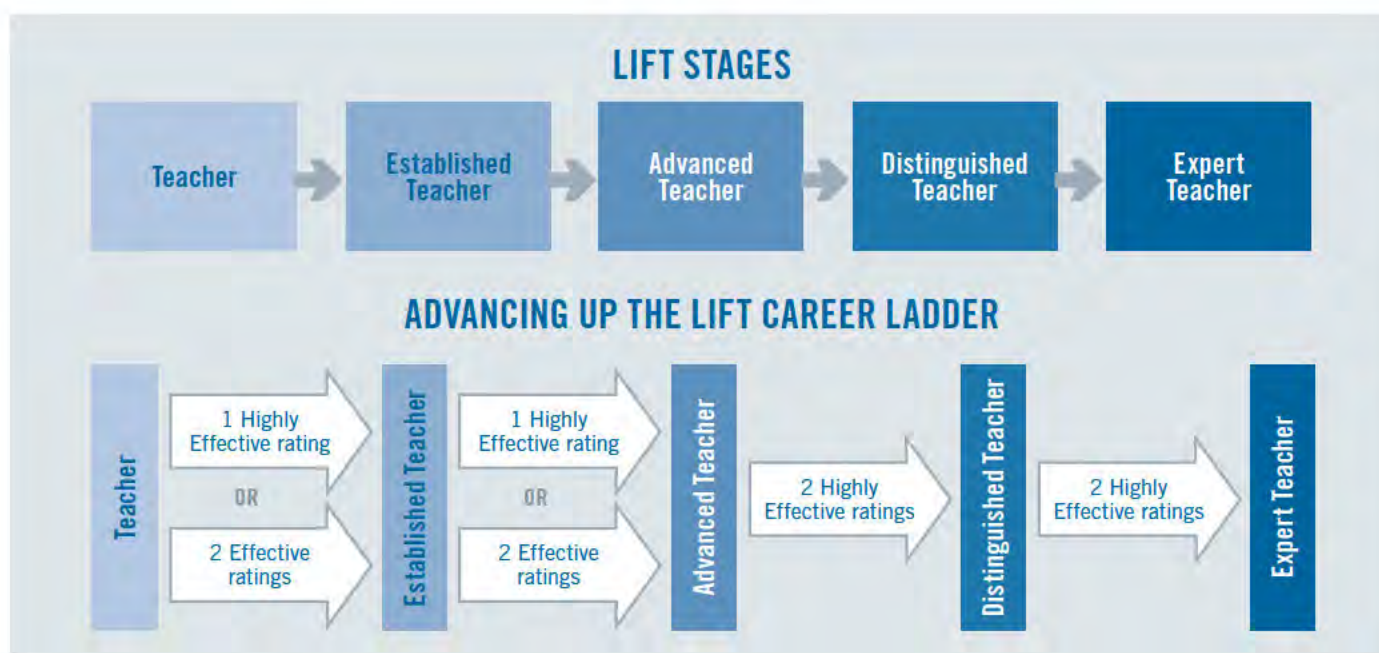 LIFT STAGES
Teacher
Established
Teacher
Advanced
Teacher
Distinguished
Teacher
Expert
Teacher
ADVANCING UP THE LIFT CAREER LADDER
Teacher
1 Highly
Effective rating
OR
2 Effective
ratings
Established Teacher
1 Highly
Effective rating
OR
2 Effective
ratings
Advanced Teacher
2 Highly
Effective ratings
Distinguished Teacher
2 Highly
Effective ratings
Expert Teacher